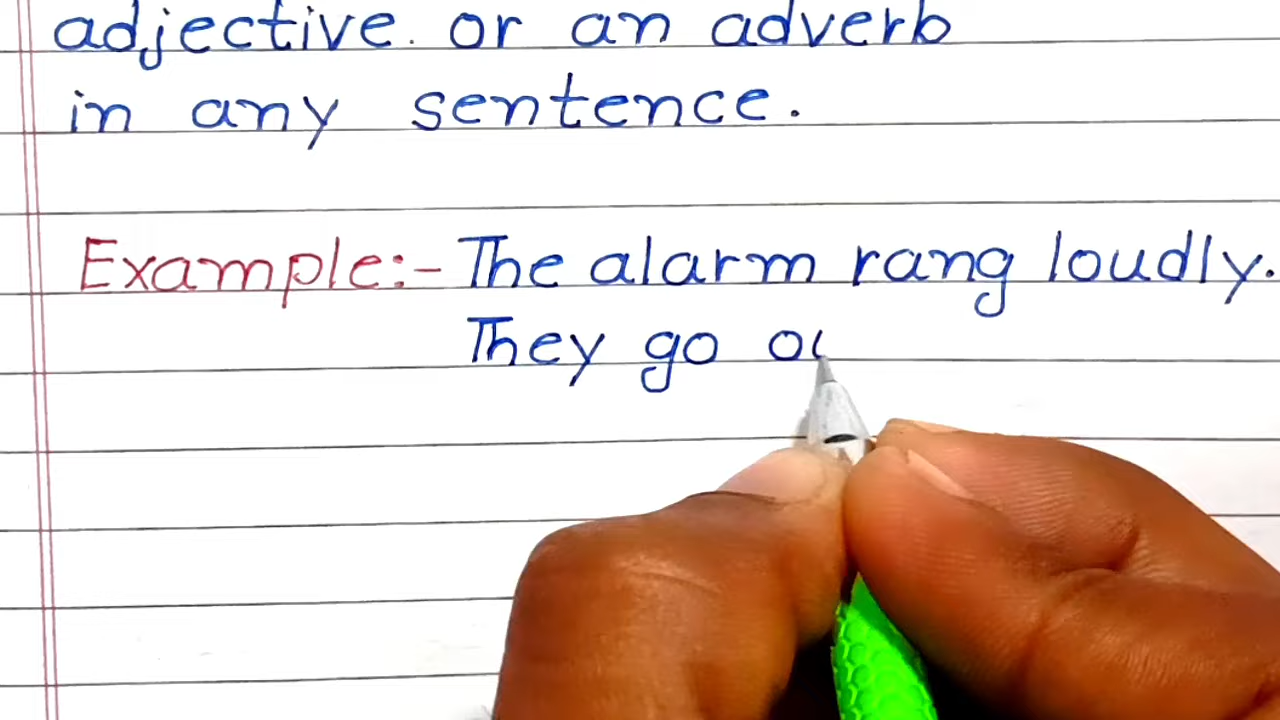 adjective. or an adverb
in any sentence.
Example:- The alarm rang loudly.
They go